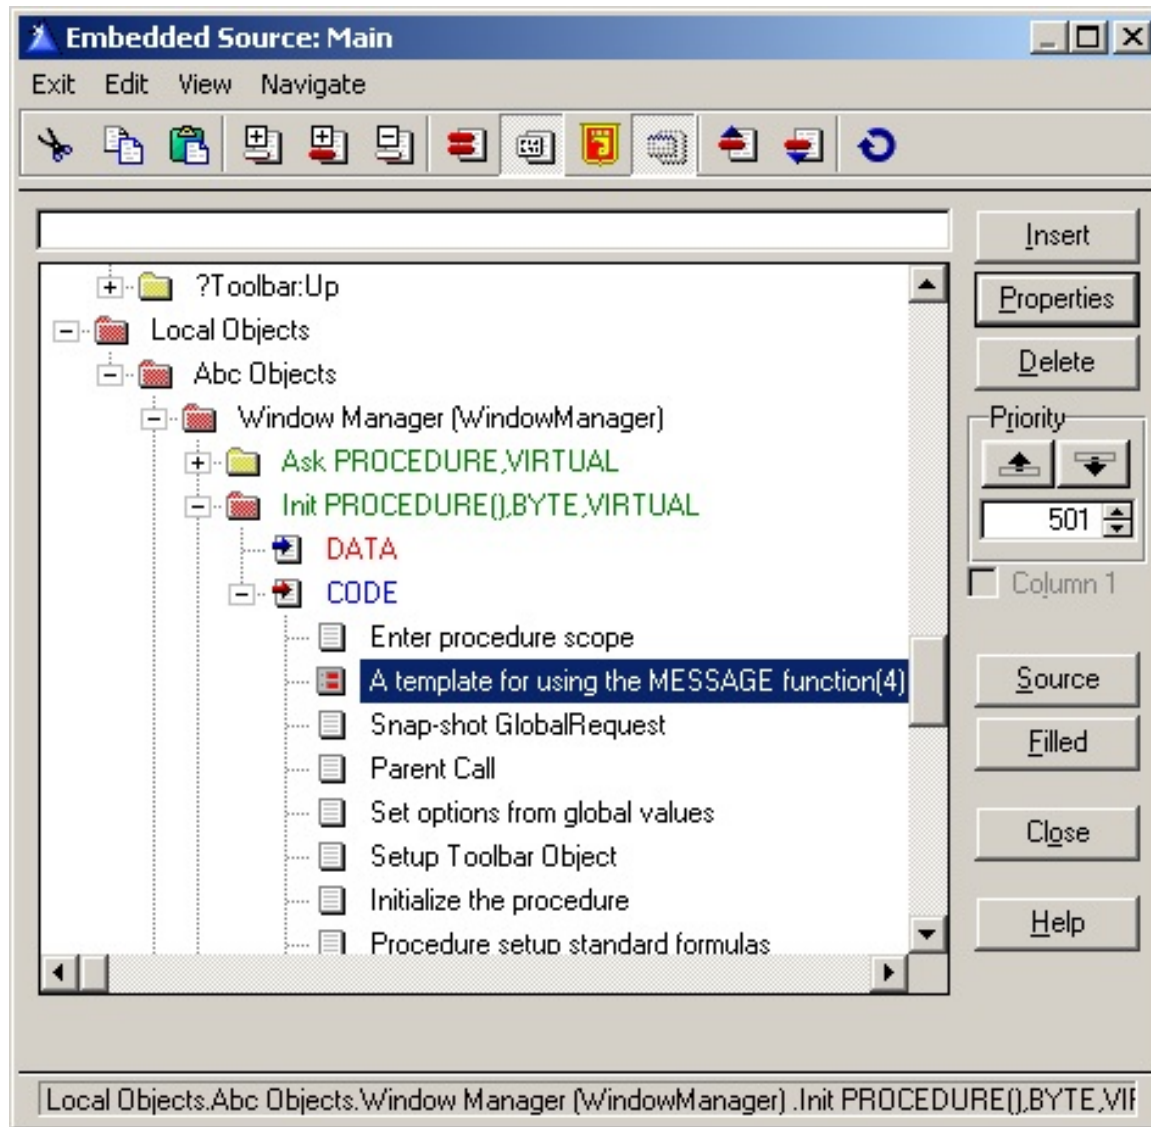 Embedded Source: Main
Exit Edit View Navigate
Insert
?Toolbar:Up
Properties
Local Objects
Delete
Abc Objects
Priority
Window Manager (WindowManager)
Ask PROCEDURE,VIRTUAL
Init PROCEDURE(),BYTE,VIRTUAL
501
DATA
Column 1
CODE
Enter procedure scope
A template for using the MESSAGE function(4)
Source
Snap-shot GlobalRequest
Filled
Parent Call
Set options from global values
Close
Setup Toolbar Object
Initialize the procedure
Help
Procedure setup standard formulas
Local Objects.Abc Objects.Window Manager (WindowManager) .Init PROCEDURE(),BYTE,VIR